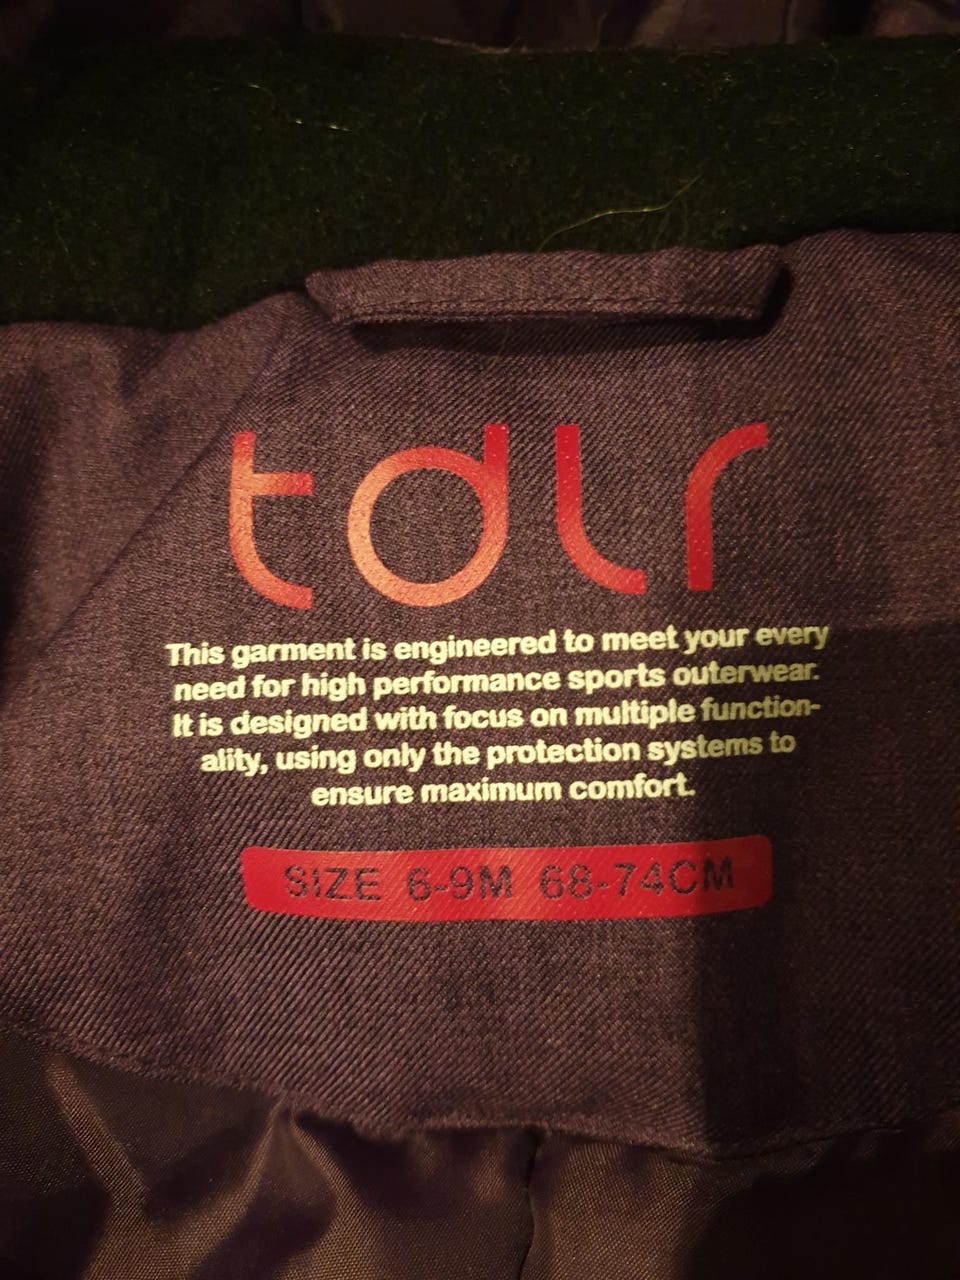 tdlr
This garment is engineered to meet your every
need for high performance sports outerwear.
It is designed with focus on multiple function-
ality, using only the protection systems to
ensure maximum comfort.
SIZE 6-9M 68-74CM